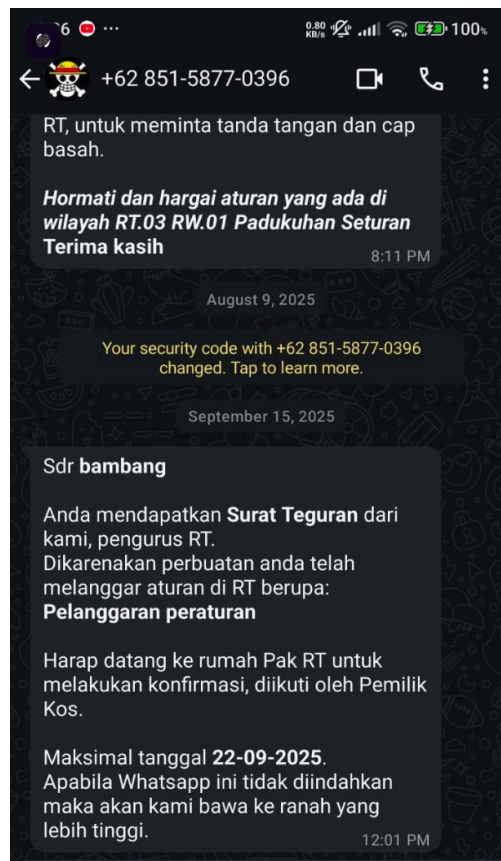 6 ...
0.80
KB/s
100%
+62 851-5877-0396
RT, untuk meminta tanda tangan dan cap
basah.
Hormati dan hargai aturan yang ada di
wilayah RT.03 RW.01 Padukuhan Seturan
Terima kasih
8:11 PM
August 9, 2025
Your security code with +62 851-5877-0396
changed. Tap to learn more.
September 15, 2025
Sdr bambang
Anda mendapatkan Surat Teguran dari
kami, pengurus RT.
Dikarenakan perbuatan anda telah
melanggar aturan di RT berupa:
Pelanggaran peraturan
Harap datang ke rumah Pak RT untuk
melakukan konfirmasi, diikuti oleh Pemilik
Kos.
Maksimal tanggal 22-09-2025.
Apabila Whatsapp ini tidak diindahkan
maka akan kami bawa ke ranah yang
lebih tinggi.
12:01 PM